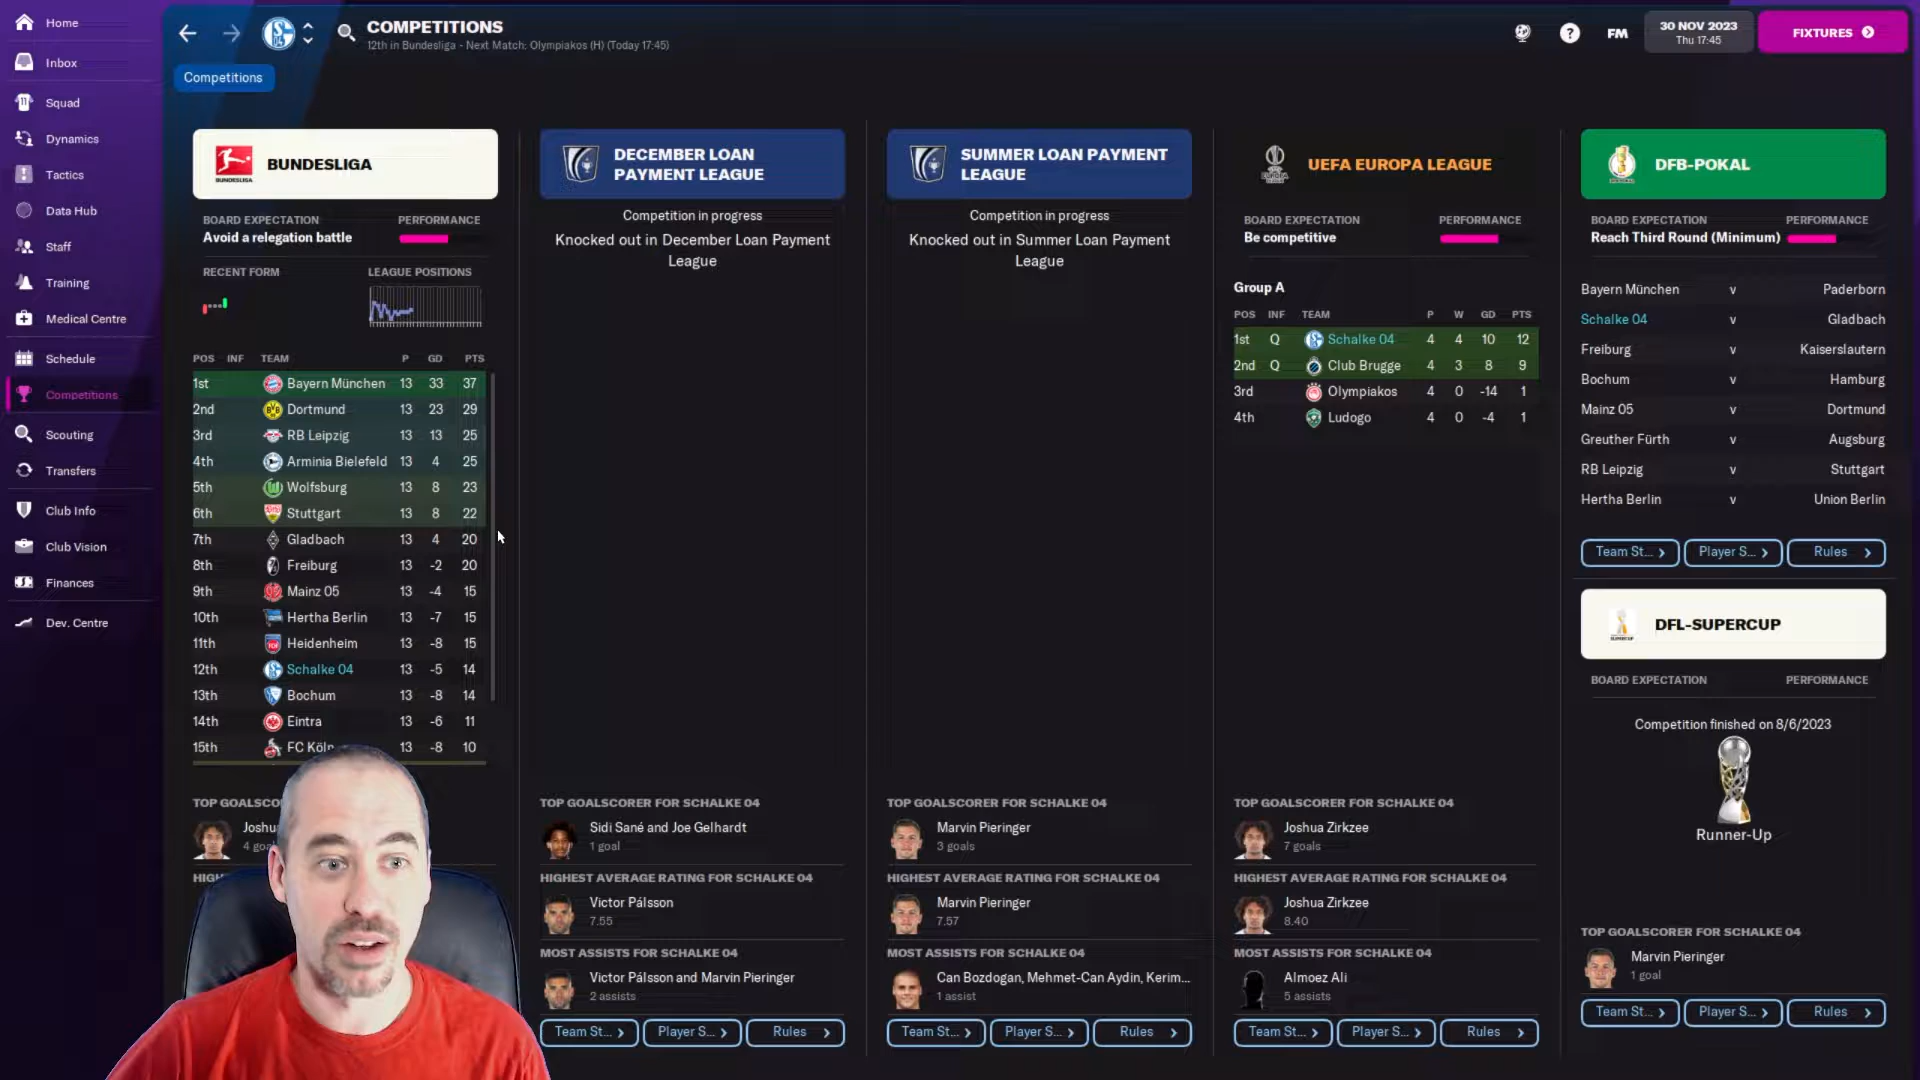 Home
COMPETITIONS
12th in Bundesliga - Next Match: Olympiakos (H) (Today 17:45)
FM
30 NOV 2023
Thu 17:45
FIXTURES
Inbox
Squad
Dynamics
Tactics
Data Hub
Staff
Training
Medical Centre
Schedule
Competitions
Scouting
Transfers
Club Info
Club Vision
Finances
Dev. Centre
Competitions
BUNDESLIGA
BUNDESLIGA
BOARD EXPECTATION PERFORMANCE
Avoid a relegation battle
RECENT FORM LEAGUE POSITIONS
POS INF TEAM P GD PTS
1st Bayern München 13 33 37
2nd Dortmund 13 23 29
3rd RB Leipzig 13 13 25
4th Arminia Bielefeld 13 4 25
5th Wolfsburg 13 8 23
6th Stuttgart 13 8 22
7th Gladbach 13 4 20
8th Freiburg 13 -2 20
9th Mainz 05 13 -4 15
10th Hertha Berlin 13 -7 15
11th Heidenheim 13 -8 15
12th Schalke 04 13 -5 14
13th Bochum 13 -8 14
14th Eintra 13 -6 11
15th FC Köln 13 -8 10
TOP GOALSCO
Joshu
4 goa
HIGH
DECEMBER LOAN
PAYMENT LEAGUE
Competition in progress
Knocked out in December Loan Payment
League
TOP GOALSCORER FOR SCHALKE 04
Sidi Sané and Joe Gelhardt
1 goal
HIGHEST AVERAGE RATING FOR SCHALKE 04
Victor Pálsson
7.55
MOST ASSISTS FOR SCHALKE 04
Victor Pálsson and Marvin Pieringer
2 assists
Team St... Player S... Rules
SUMMER LOAN PAYMENT
LEAGUE
Competition in progress
Knocked out in Summer Loan Payment
League
TOP GOALSCORER FOR SCHALKE 04
Marvin Pieringer
3 goals
HIGHEST AVERAGE RATING FOR SCHALKE 04
Marvin Pieringer
7.57
MOST ASSISTS FOR SCHALKE 04
Can Bozdogan, Mehmet-Can Aydin, Kerim...
1 assist
Team St... Player S... Rules
UEFA EUROPA LEAGUE
BOARD EXPECTATION PERFORMANCE
Be competitive
Group A
POS INF TEAM P W GD PTS
1st Q Schalke 04 4 4 10 12
2nd Q Club Brugge 4 3 8 9
3rd Olympiakos 4 0 -14 1
4th Ludogo 4 0 -4 1
TOP GOALSCORER FOR SCHALKE 04
Joshua Zirkzee
7 goals
HIGHEST AVERAGE RATING FOR SCHALKE 04
Joshua Zirkzee
8.40
MOST ASSISTS FOR SCHALKE 04
Almoez Ali
5 assists
Team St... Player S... Rules
DFB-POKAL
BOARD EXPECTATION PERFORMANCE
Reach Third Round (Minimum)
Bayern München v Paderborn
Schalke 04 v Gladbach
Freiburg v Kaiserslautern
Bochum v Hamburg
Mainz 05 v Dortmund
Greuther Fürth v Augsburg
RB Leipzig v Stuttgart
Hertha Berlin v Union Berlin
Team St... Player S... Rules
DFL-SUPERCUP
BOARD EXPECTATION PERFORMANCE
Competition finished on 8/6/2023
Runner-Up
TOP GOALSCORER FOR SCHALKE 04
Marvin Pieringer
1 goal
Team St... Player S... Rules